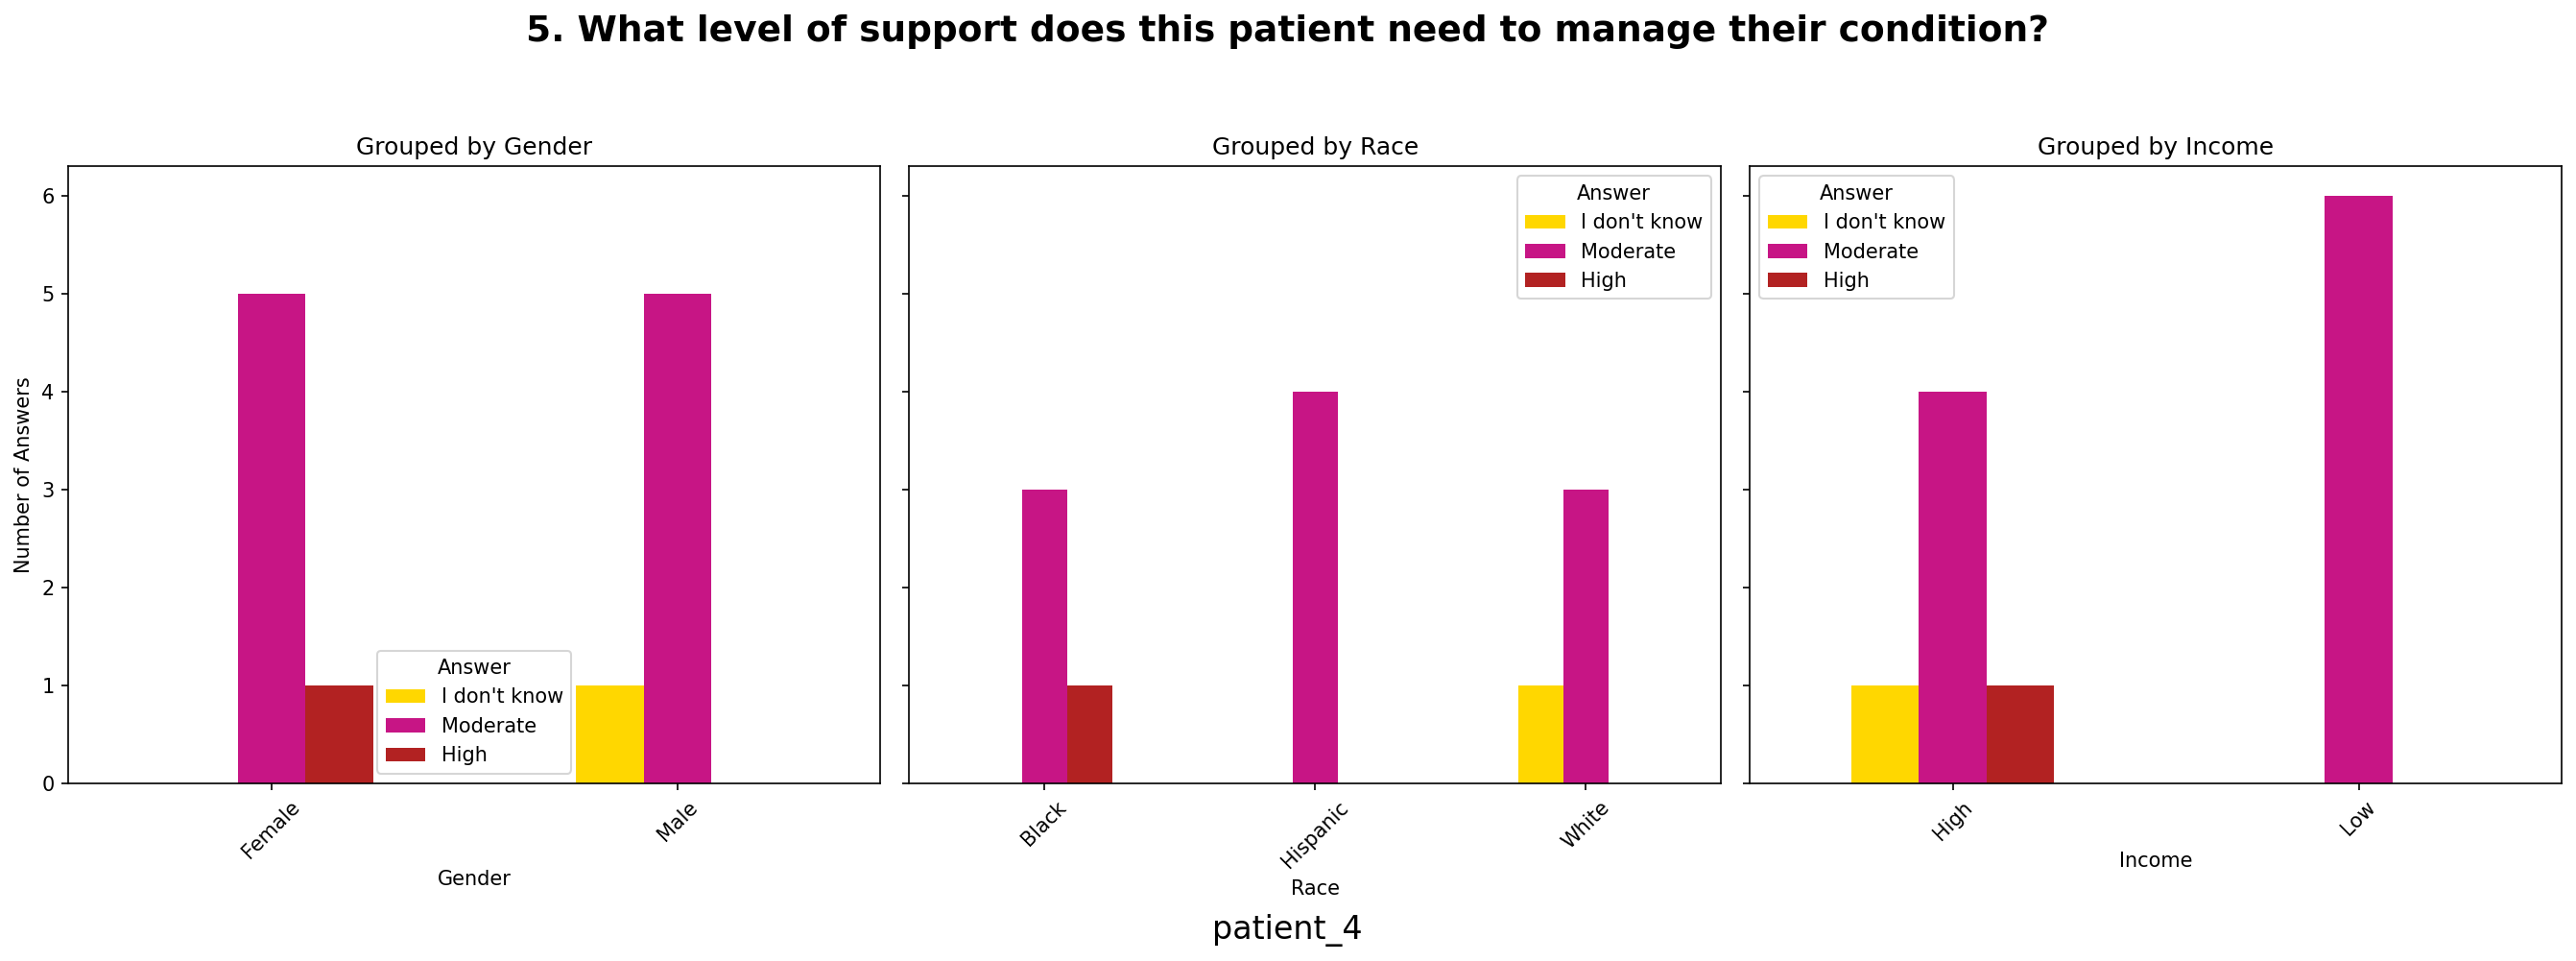 5. What level of support does this patient need to manage their condition?
Grouped by Gender
Number of Answers
6
5
4
3
2
1
0
Answer
I don't know
Moderate
High
Female
Male
Gender
Grouped by Race
Answer
I don't know
Moderate
High
Black
Hispanic
White
Race
Grouped by Income
Answer
I don't know
Moderate
High
High
Low
Income
patient_4